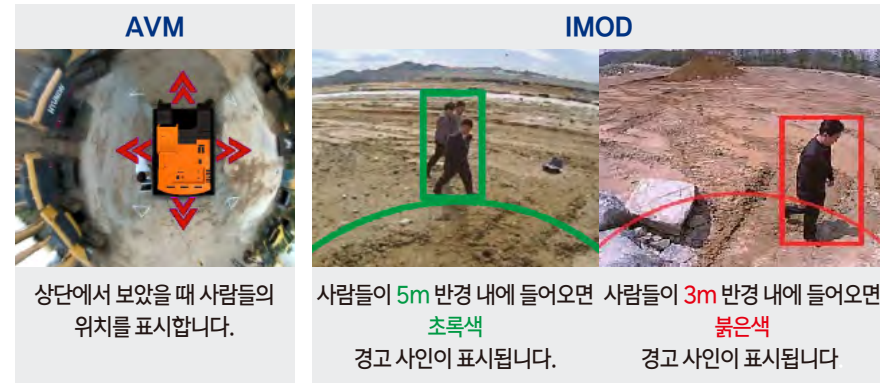 AVM
상단에서 보았을 때 사람들의
위치를 표시합니다.
IMOD
사람들이 5m 반경 내에 들어오면
초록색
경고 사인이 표시됩니다.
사람들이 3m 반경 내에 들어오면
붉은색
경고 사인이 표시됩니다.